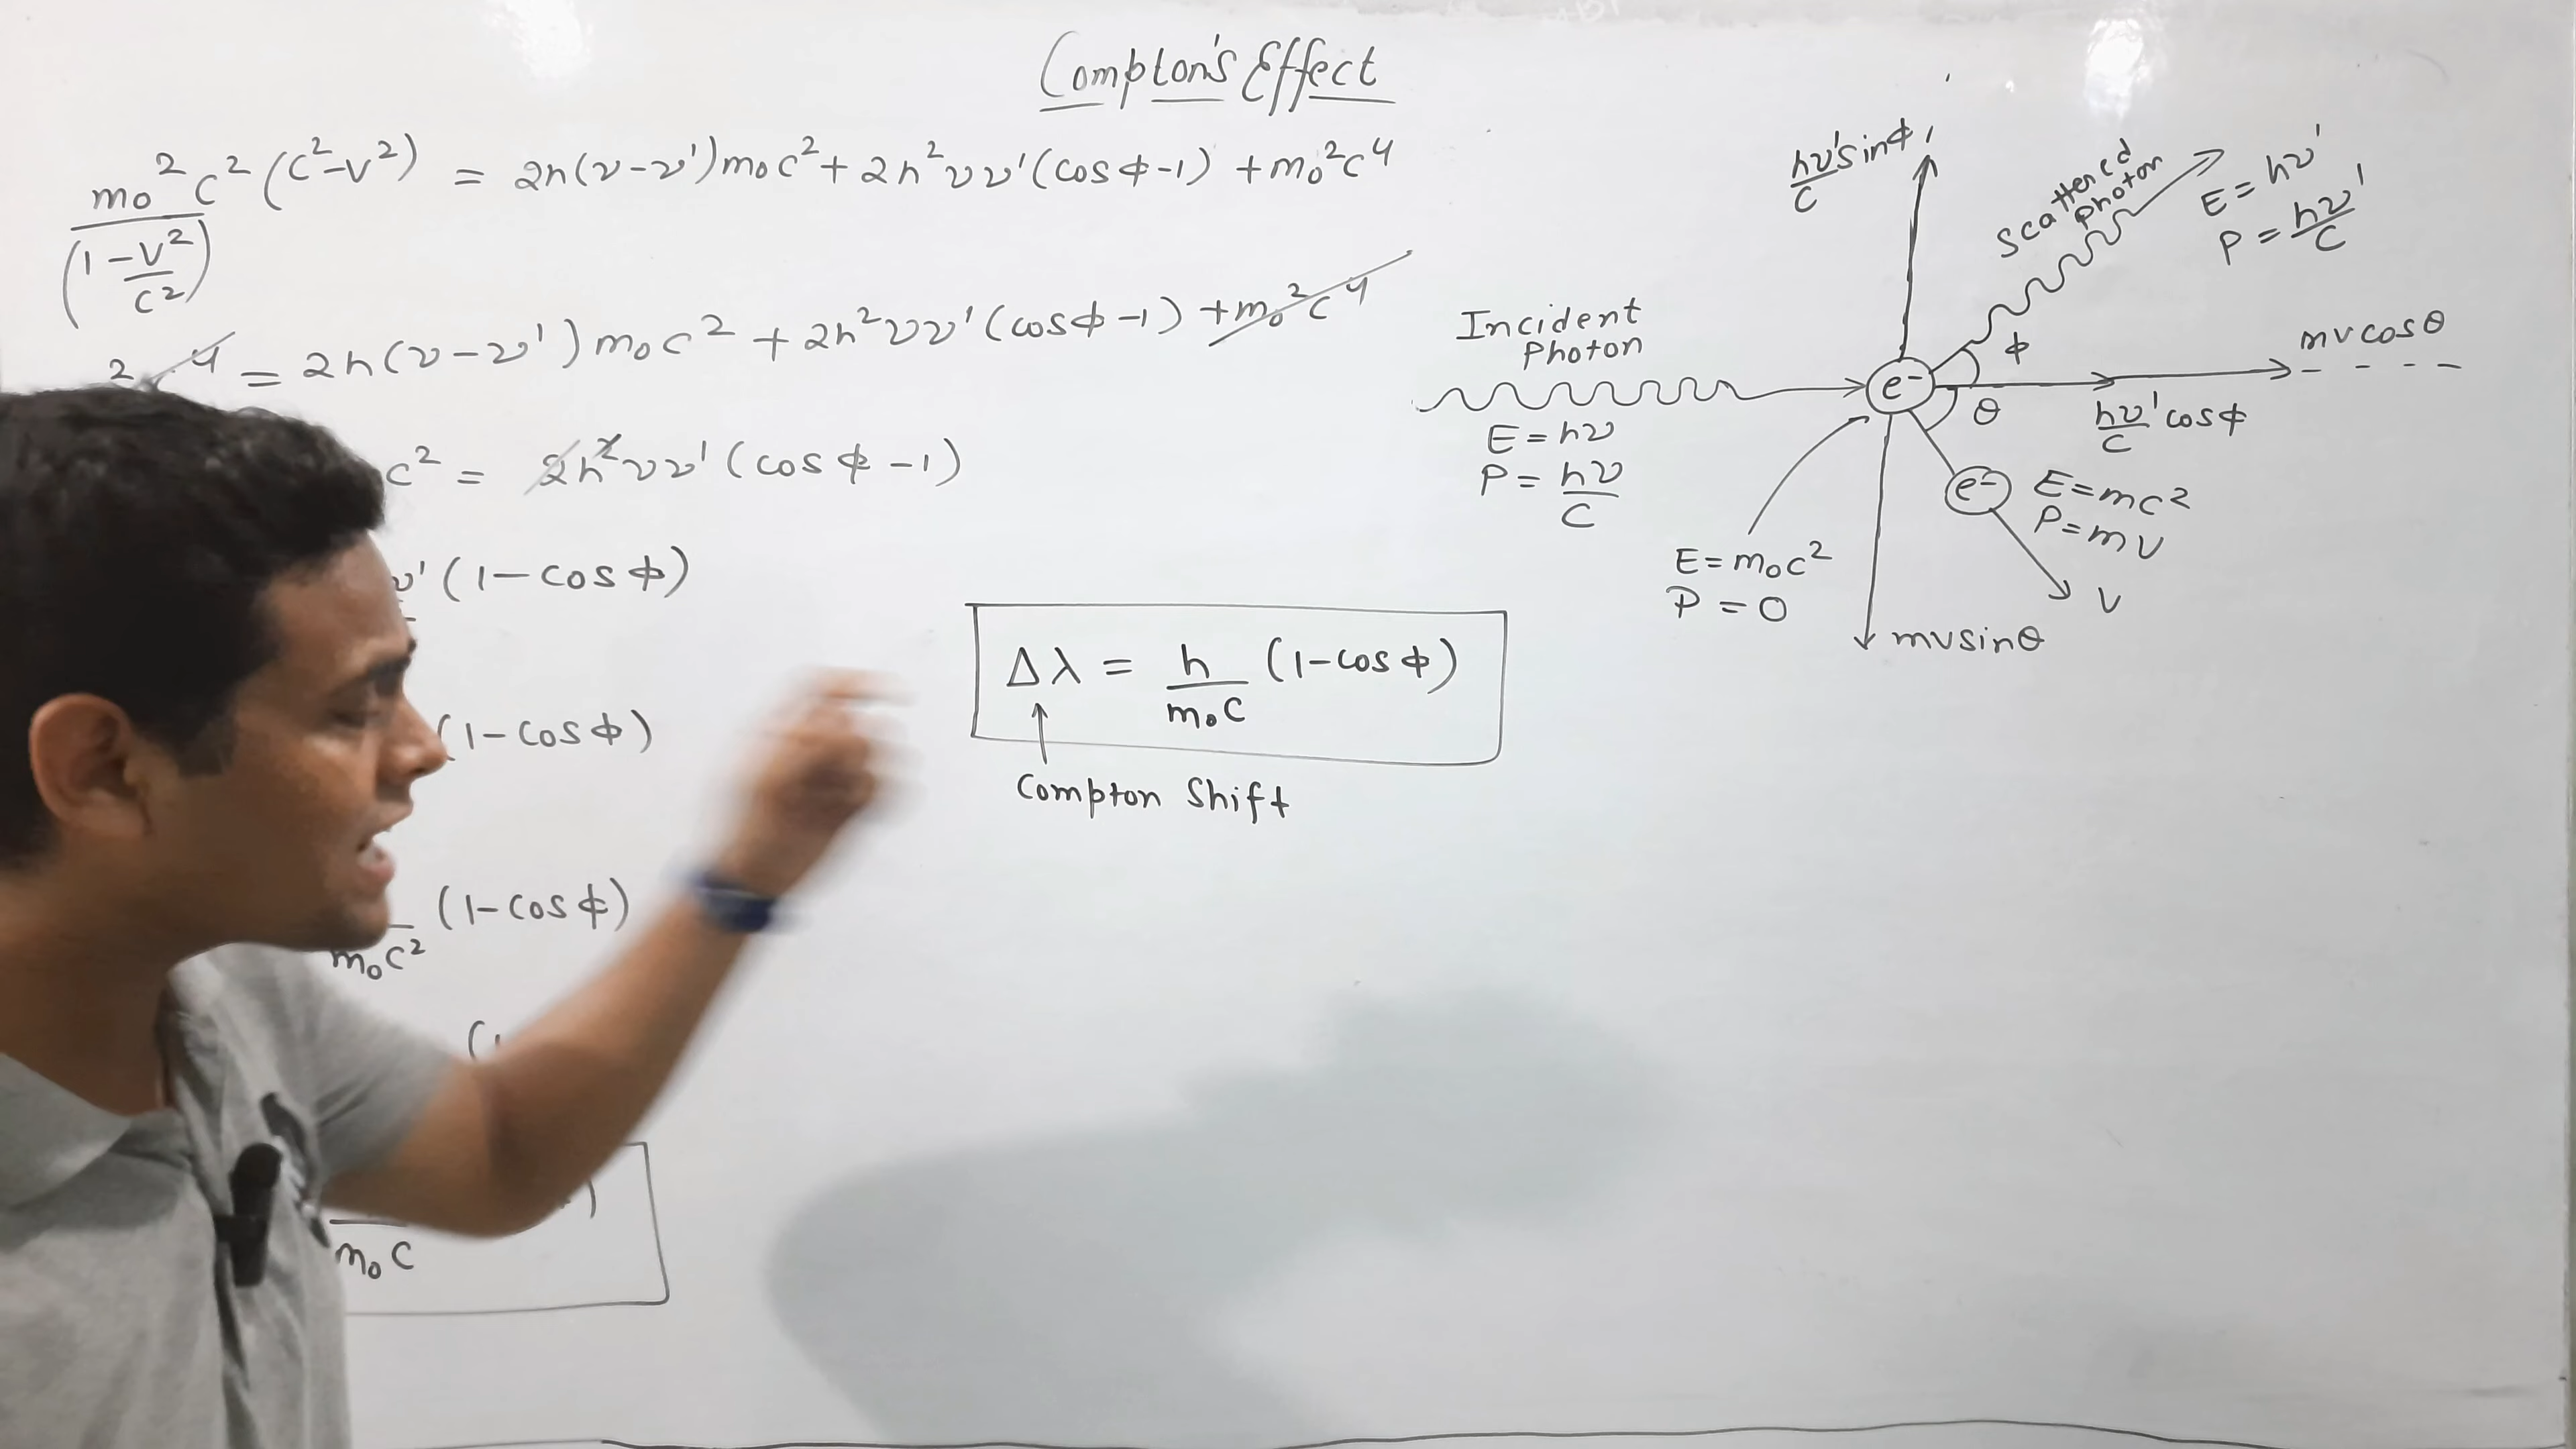 Compton's Effect
m₀²c²(c²-v²) / (1-v²/c²) = 2h(ν-ν')m₀c² + 2h²νν'(cosϕ-1) + m₀²c⁴
= 2h(ν-ν')m₀c² + 2h²νν'(cosϕ-1) + m₀²c⁴
c² = 2h²νν'(cosϕ-1)
ν'(1-cosϕ)
(1-cosϕ)
m₀c² (1-cosϕ)
m₀c
Δλ = h/m₀c (1-cosϕ)
Compton Shift
hν'/c sinϕ
Scattered
Photon
E=hν'
P=hν'/c
Incident
Photon
E=hν
P=hν/c
e⁻
ϕ
θ
mvcosθ
hν'/c cosϕ
e⁻
E=mc²
P=mv
v
E=m₀c²
P=0
mvsinθ